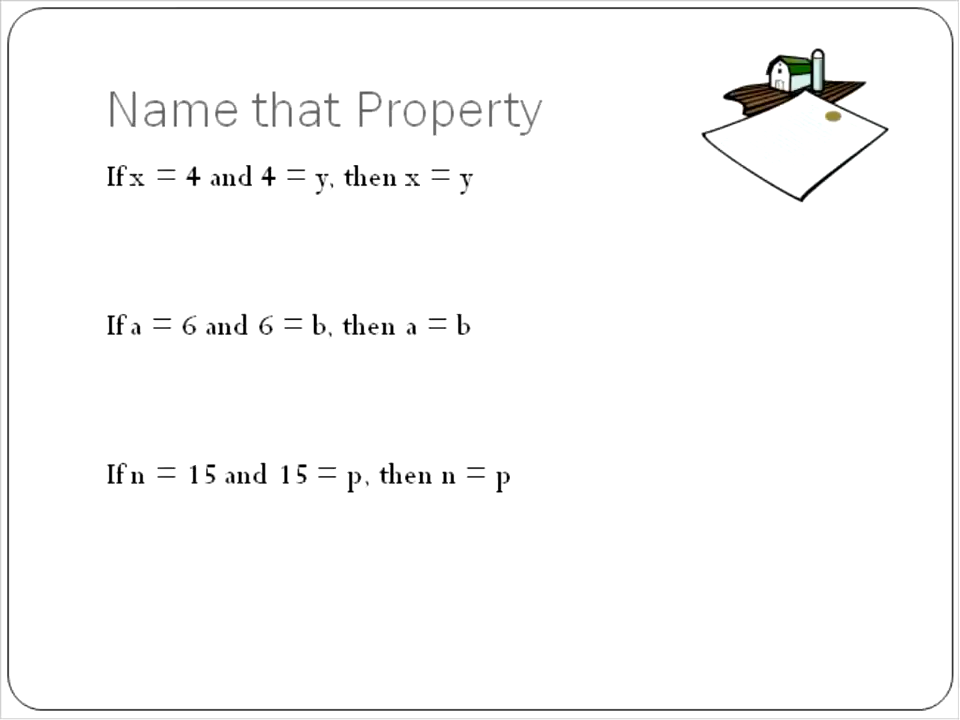 Name that Property
If x = 4 and 4 = y, then x = y
If a = 6 and 6 = b, then a = b
If n = 15 and 15 = p, then n = p